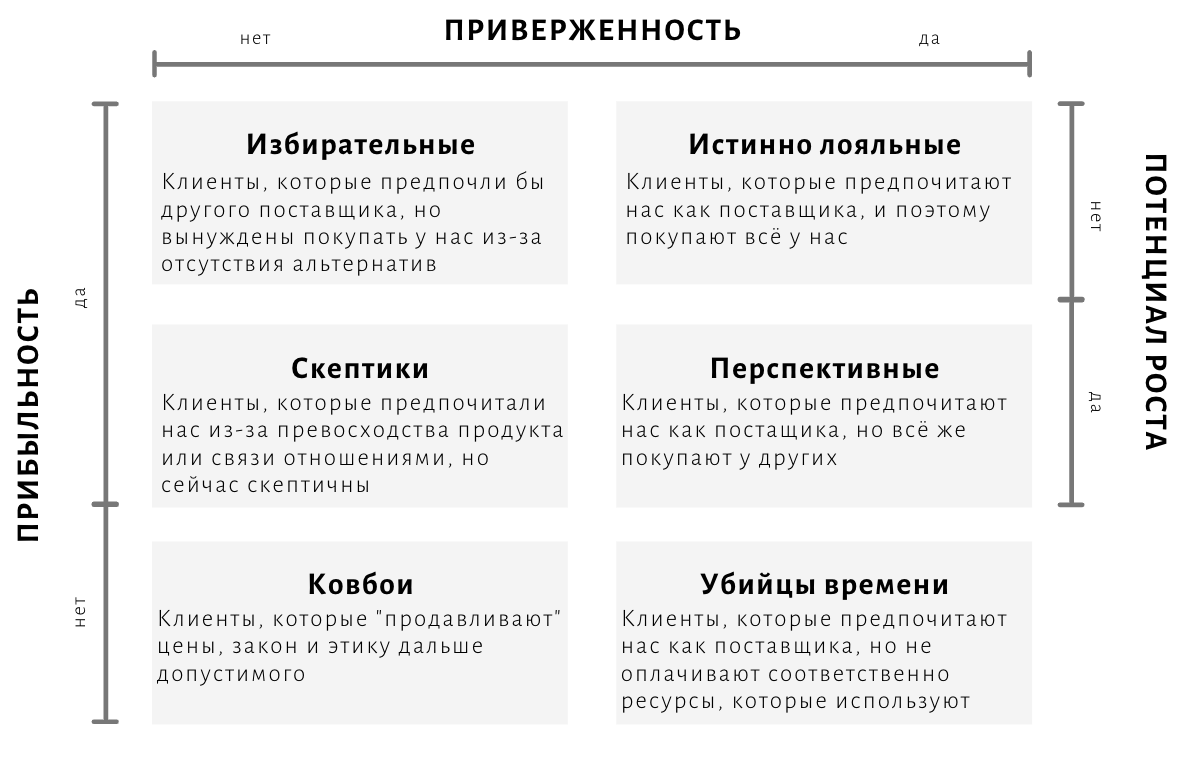 ПРИВЕРЖЕННОСТЬ
нет
да
ПРИБЫЛЬНОСТЬ
да
нет
Избирательные
Клиенты, которые предпочли бы
другого поставщика, но
вынуждены покупать у нас из-за
отсутствия альтернатив
Истинно лояльные
Клиенты, которые предпочитают
нас как поставщика, и поэтому
покупают всё у нас
Скептики
Клиенты, которые предпочитали
нас из-за превосходства продукта
или связи отношениями, но
сейчас скептичны
Перспективные
Клиенты, которые предпочитают
нас как постащика, но всё же
покупают у других
Ковбои
Клиенты, которые "продавливают"
цены, закон и этику дальше
допустимого
Убийцы времени
Клиенты, которые предпочитают
нас как поставщика, но не
оплачивают соответственно
ресурсы, которые используют
нет
да
ПОТЕНЦИАЛ РОСТА